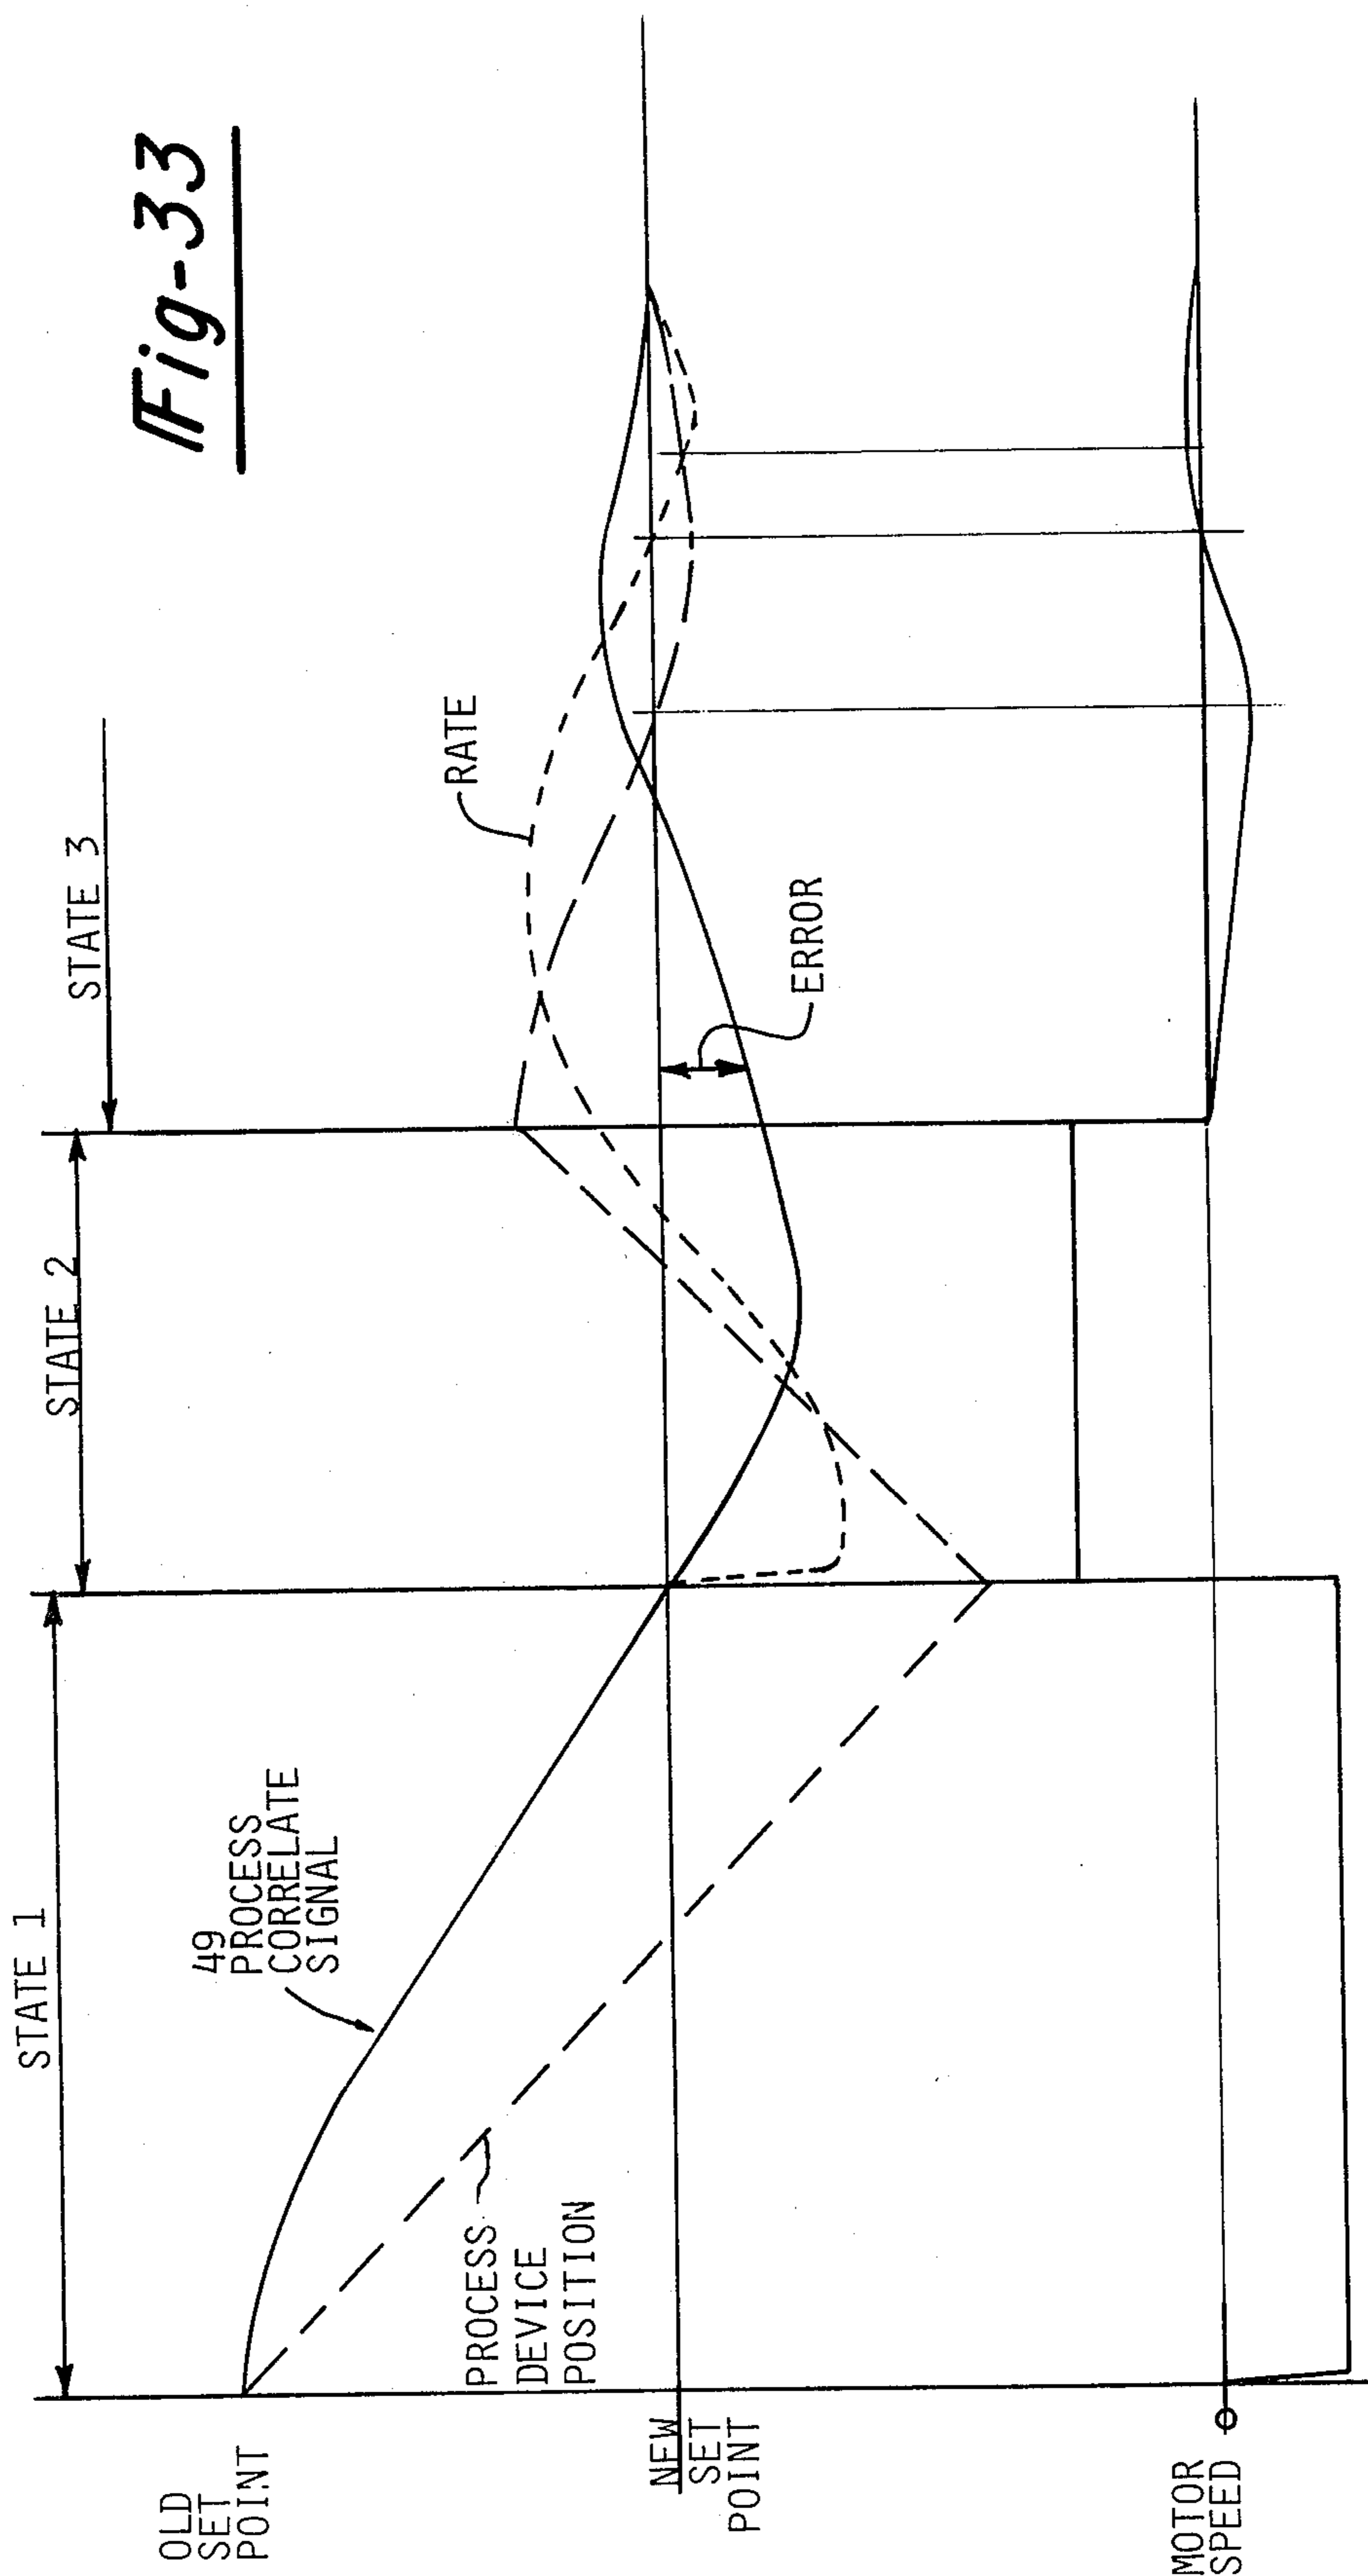 Fig-33
STATE 1
STATE 2
STATE 3
49
PROCESS
CORRELATE
SIGNAL
RATE
ERROR
PROCESS
DEVICE
POSITION
OLD
SET
POINT
NEW
SET
POINT
MOTOR
SPEED
0